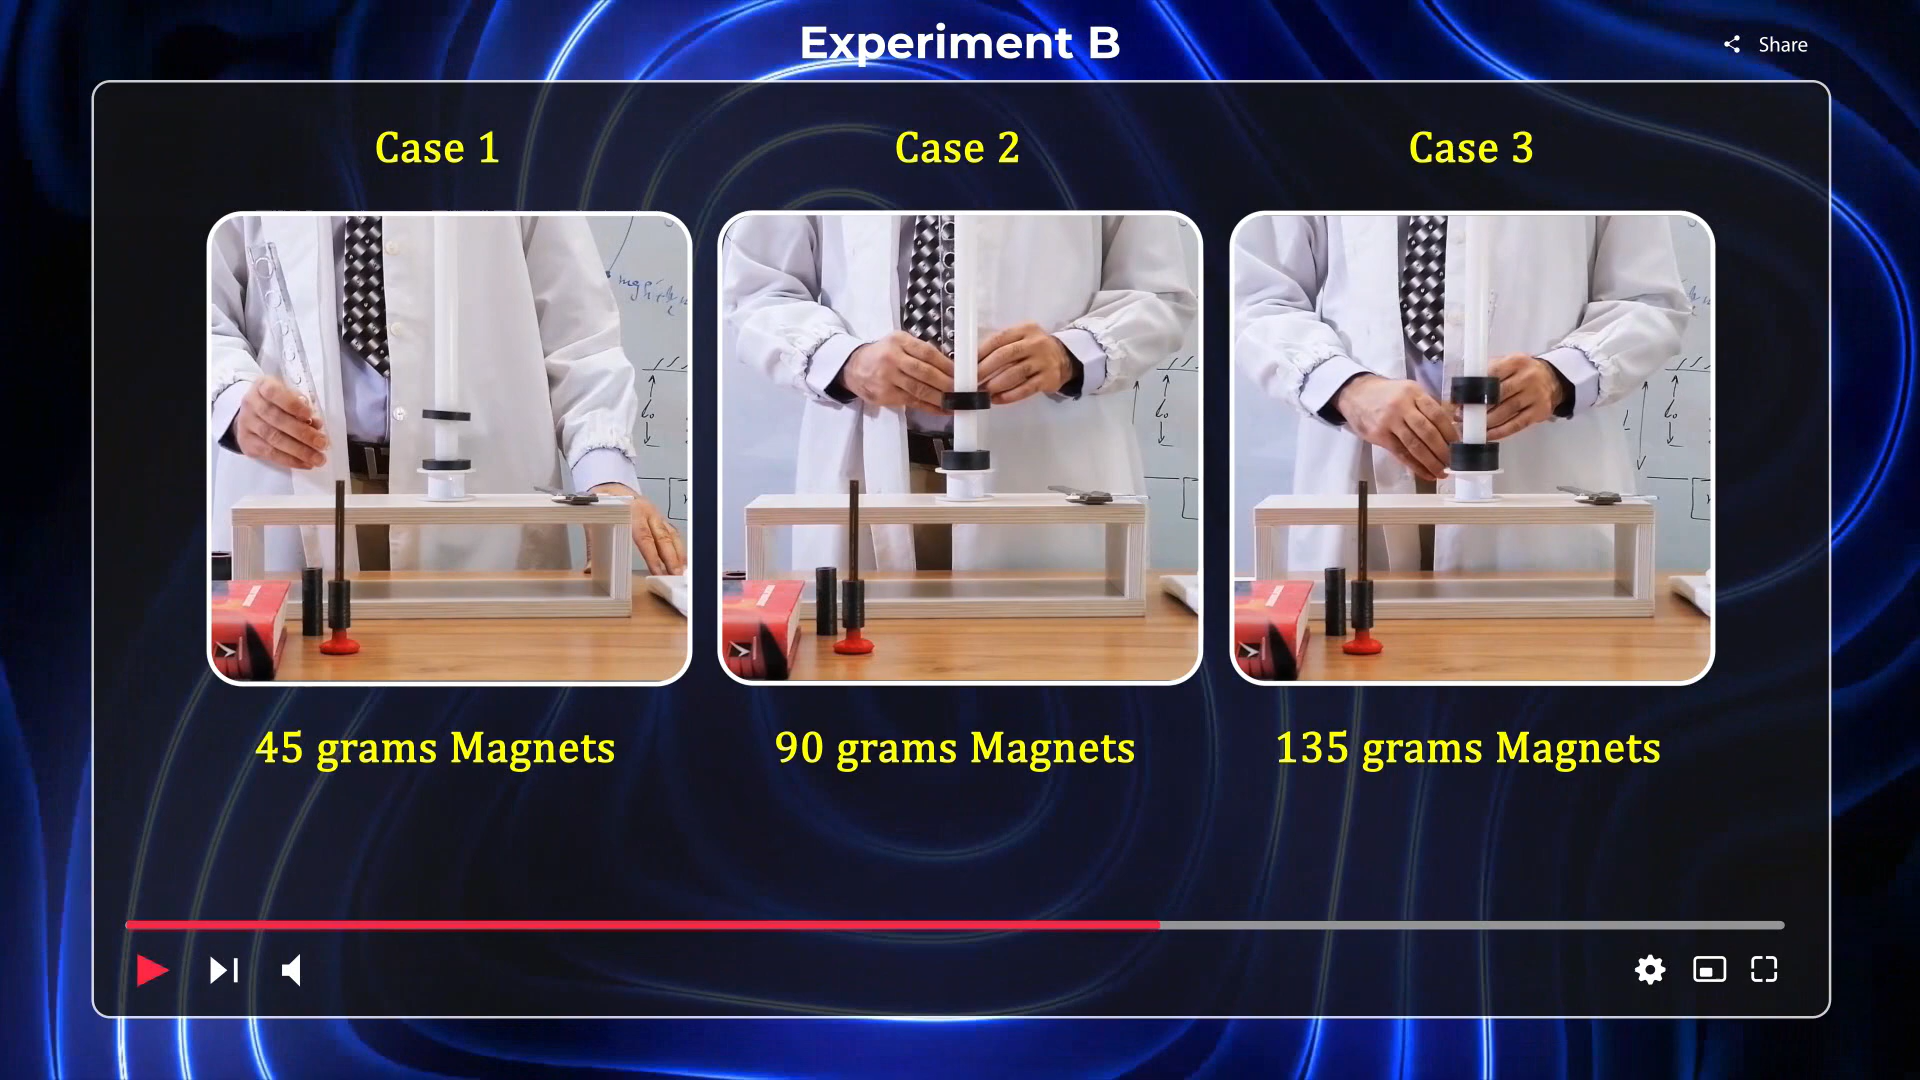 Experiment B
Share
Case 1
Case 2
Case 3
45 grams Magnets
90 grams Magnets
135 grams Magnets